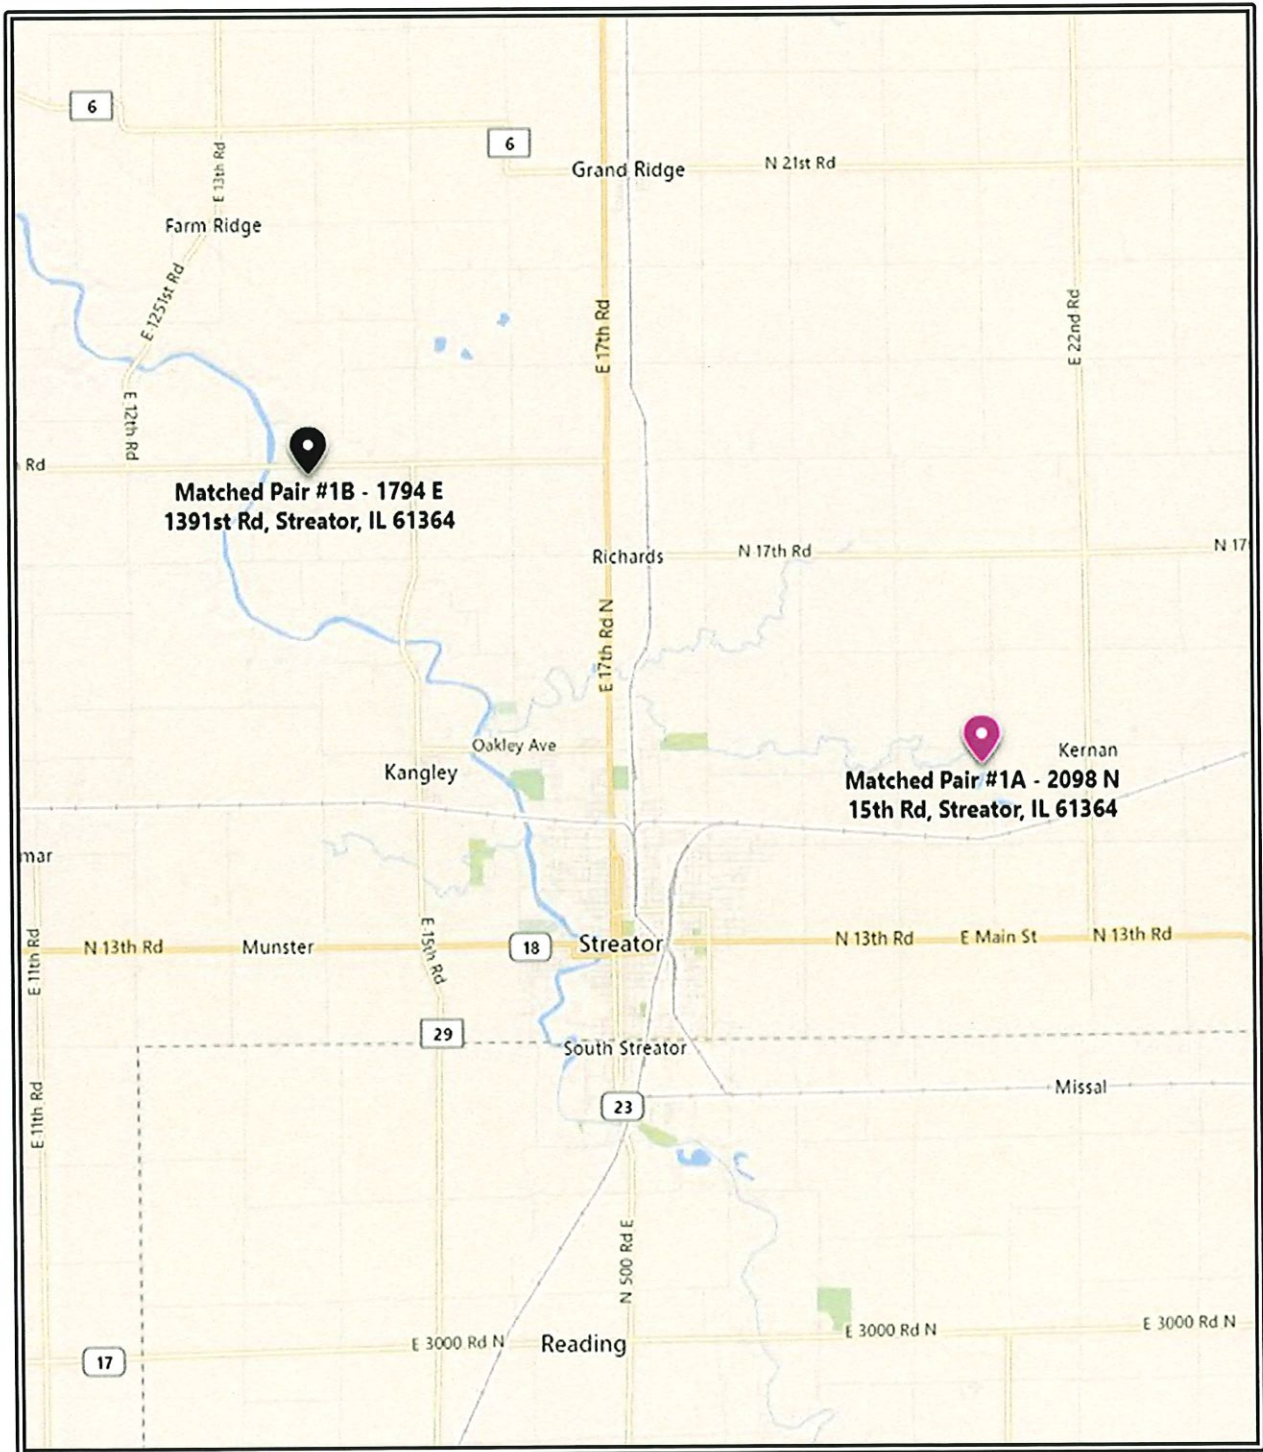 6
6
Grand Ridge
N 21st Rd
E 13th Rd
Farm Ridge
E 1251st Rd
E 17th Rd
E 22nd Rd
E 12th Rd
Rd
Matched Pair #1B - 1794 E
1391st Rd, Streator, IL 61364
Richards
N 17th Rd
N 17
E 17th Rd N
Oakley Ave
Kangley
Kernan
Matched Pair #1A - 2098 N
15th Rd, Streator, IL 61364
mar
E 11th Rd
N 13th Rd
Munster
E 15th Rd
18
Streator
N 13th Rd
E Main St
N 13th Rd
29
South Streator
E 11th Rd
23
Missal
N 500 Rd E
17
E 3000 Rd N
Reading
E 3000 Rd N
E 3000 Rd N